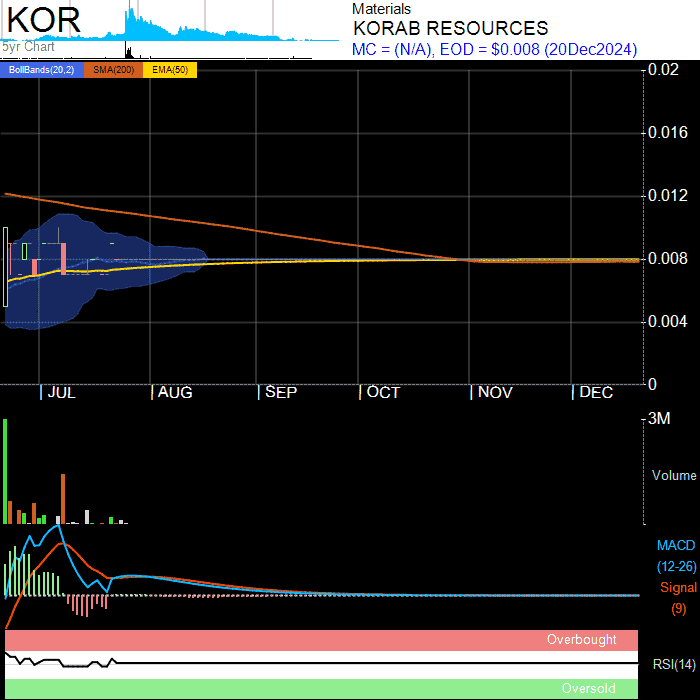 KOR
5yr Chart
Materials
KORAB RESOURCES
MC = (N/A), EOD = $0.008 (20Dec2024)
BollBands(20,2) SMA(200) EMA(50)
0.02
0.016
0.012
0.008
0.004
0
JUL AUG SEP OCT NOV DEC
3M
Volume
MACD
(12-26)
Signal
(9)
Overbought
RSI(14)
Oversold